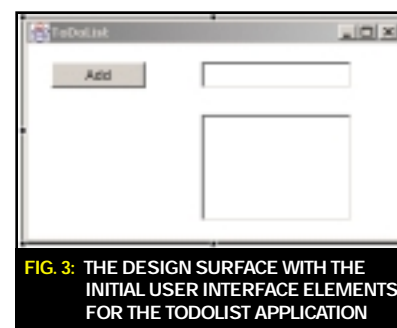 ToDoList
Add
FIG. 3: THE DESIGN SURFACE WITH THE
INITIAL USER INTERFACE ELEMENTS
FOR THE TODOLIST APPLICATION